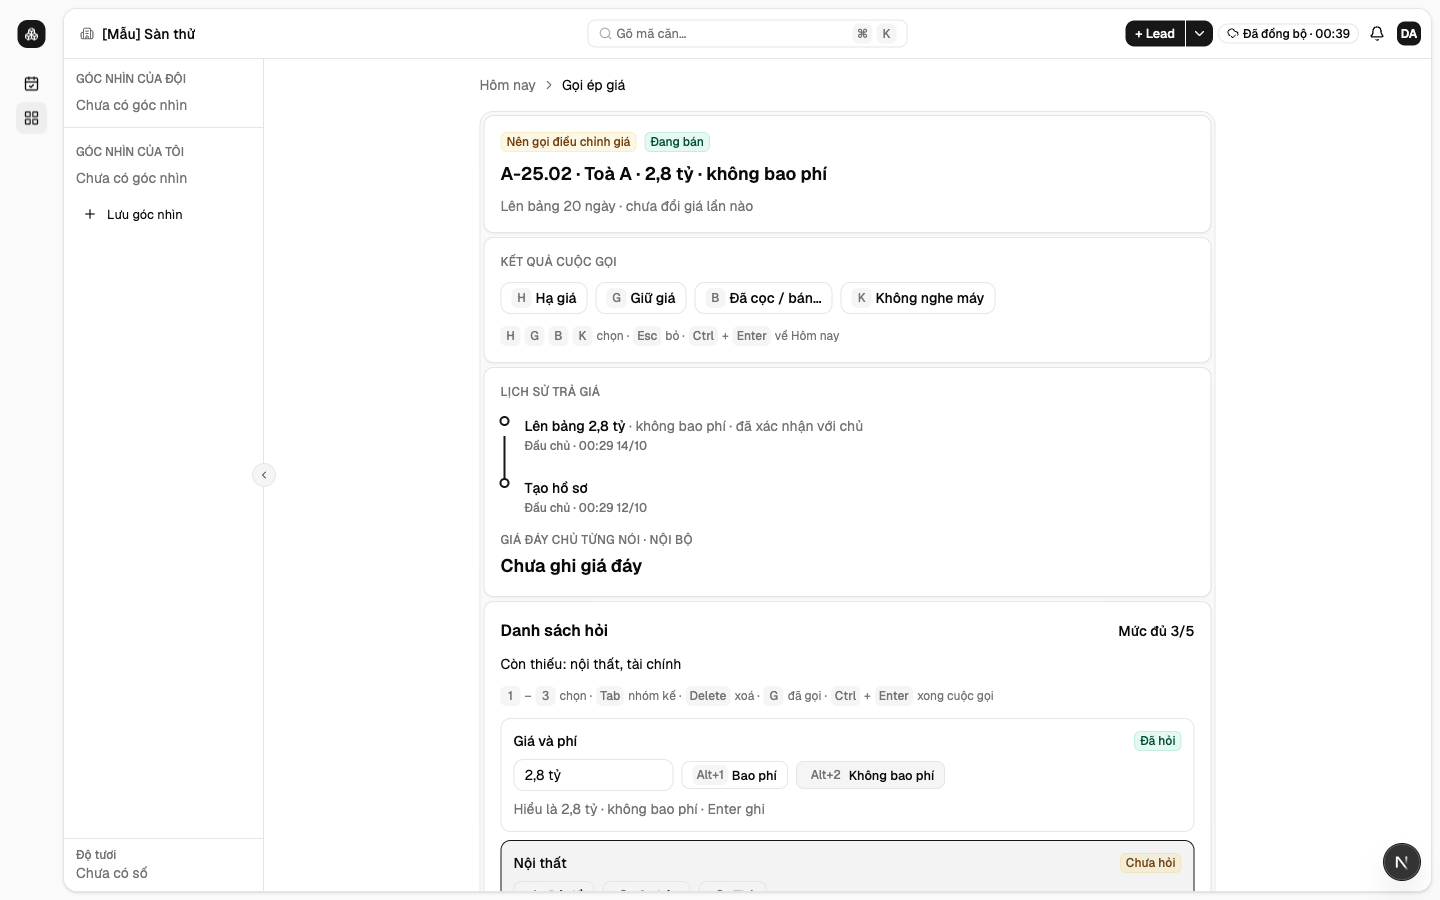 [Mẫu] Sàn thử
Gõ mã căn…
⌘ K
+ Lead
Đã đồng bộ · 00:39
DA
GÓC NHÌN CỦA ĐỘI
Chưa có góc nhìn
GÓC NHÌN CỦA TÔI
Chưa có góc nhìn
+ Lưu góc nhìn
Độ tươi
Chưa có số
Hôm nay > Gọi ép giá
Nên gọi điều chỉnh giá Đang bán
A-25.02 · Toà A · 2,8 tỷ · không bao phí
Lên bảng 20 ngày · chưa đổi giá lần nào
KẾT QUẢ CUỘC GỌI
H Hạ giá G Giữ giá B Đã cọc / bán… K Không nghe máy
H G B K chọn · Esc bỏ · Ctrl + Enter về Hôm nay
LỊCH SỬ TRẢ GIÁ
Lên bảng 2,8 tỷ · không bao phí · đã xác nhận với chủ
Đầu chủ · 00:29 14/10
Tạo hồ sơ
Đầu chủ · 00:29 12/10
GIÁ ĐÁY CHỦ TỪNG NÓI · NỘI BỘ
Chưa ghi giá đáy
Danh sách hỏi
Mức đủ 3/5
Còn thiếu: nội thất, tài chính
1 – 3 chọn · Tab nhóm kế · Delete xoá · G đã gọi · Ctrl + Enter xong cuộc gọi
Giá và phí
Đã hỏi
2,8 tỷ
Alt+1 Bao phí Alt+2 Không bao phí
Hiểu là 2,8 tỷ · không bao phí · Enter ghi
Nội thất
Chưa hỏi
N